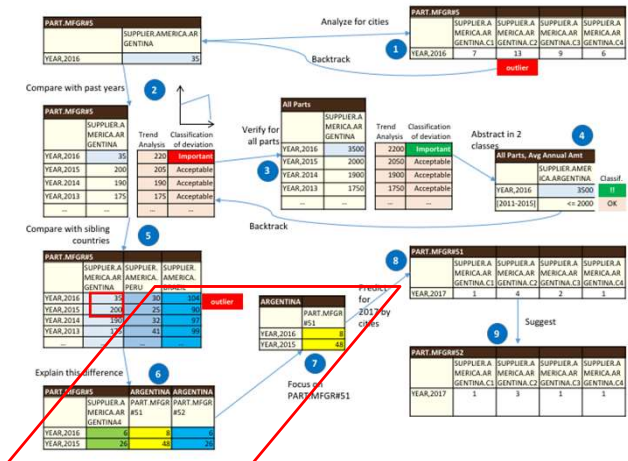 PART.MFGR#5
SUPPLIER.AMERICA.AR
GENTINA
YEAR,2016 35
Analyze for cities
Backtrack
1
PART.MFGR#5
SUPPLIER.A SUPPLIER.A SUPPLIER.A SUPPLIER.A
MERICA.AR MERICA.AR MERICA.AR MERICA.AR
GENTINA.C1 GENTINA.C2 GENTINA.C3 GENTINA.C4
YEAR,2016 7 13 9 6
outlier
Compare with past years
2
PART.MFGR#5
SUPPLIER.A
MERICA.AR
GENTINA
YEAR,2016 35
YEAR,2015 200
YEAR,2014 190
YEAR,2013 175
... ...
Trend Classification
Analysis of deviation
220 Important
205 Acceptable
190 Acceptable
175 Acceptable
... ...
Verify for
all parts
3
All Parts
SUPPLIER.A
MERICA.AR
GENTINA
YEAR,2016 3500
YEAR,2015 2000
YEAR,2014 1900
YEAR,2013 1750
... ...
Trend Classification
Analysis of deviation
2200 Important
2050 Acceptable
1900 Acceptable
1750 Acceptable
... ...
Abstract in 2
classes
4
All Parts, Avg Annual Amt
SUPPLIER.AMER
ICA.ARGENTINA Classif.
YEAR,2016 3500 !!
[2011-2015] <= 2000 OK
Backtrack
Compare with sibling
countries
5
PART.MFGR#5
SUPPLIER.A SUPPLIER. SUPPLIER.
MERICA.AR AMERICA. AMERICA.
GENTINA PERU BRAZIL
YEAR,2016 35 30 104
YEAR,2015 200 25 90
YEAR,2014 190 32 97
YEAR,2013 175 41 99
... ...
outlier
Explain this difference
6
PART.MFGR#5 ARGENTINA ARGENTINA
SUPPLIER.A PART.MFGR PART.MFGR
MERICA.AR #51 #52
GENTINA4
YEAR,2016 6 8 6
YEAR,2015 26 48 26
ARGENTINA
PART.MFGR
#51
YEAR,2016 8
YEAR,2015 48
7
Focus on
PART.MFGR#51
Predict
for
2017 by
cities
8
PART.MFGR#51
SUPPLIER.A SUPPLIER.A SUPPLIER.A SUPPLIER.A
MERICA.AR MERICA.AR MERICA.AR MERICA.AR
GENTINA.C1 GENTINA.C2 GENTINA.C3 GENTINA.C4
YEAR,2017 1 4 2 1
Suggest
9
PART.MFGR#52
SUPPLIER.A SUPPLIER.A SUPPLIER.A SUPPLIER.A
MERICA.AR MERICA.AR MERICA.AR MERICA.AR
GENTINA.C1 GENTINA.C2 GENTINA.C3 GENTINA.C4
YEAR,2017 1 3 1 1